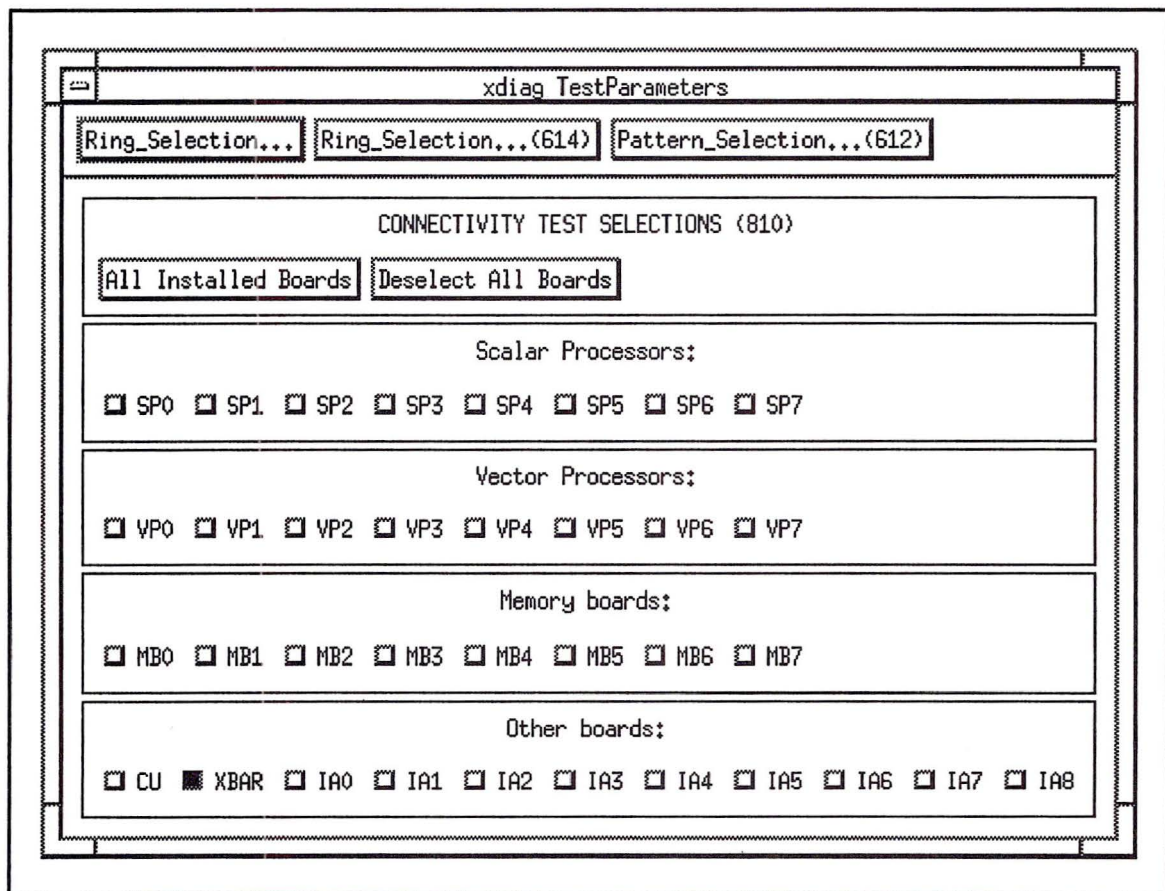 xdiag TestParameters
Ring_Selection... Ring_Selection...(614) Pattern_Selection...(612)
CONNECTIVITY TEST SELECTIONS (810)
All Installed Boards Deselect All Boards
Scalar Processors:
SP0 SP1 SP2 SP3 SP4 SP5 SP6 SP7
Vector Processors:
VP0 VP1 VP2 VP3 VP4 VP5 VP6 VP7
Memory boards:
MB0 MB1 MB2 MB3 MB4 MB5 MB6 MB7
Other boards:
CU XBAR IA0 IA1 IA2 IA3 IA4 IA5 IA6 IA7 IA8